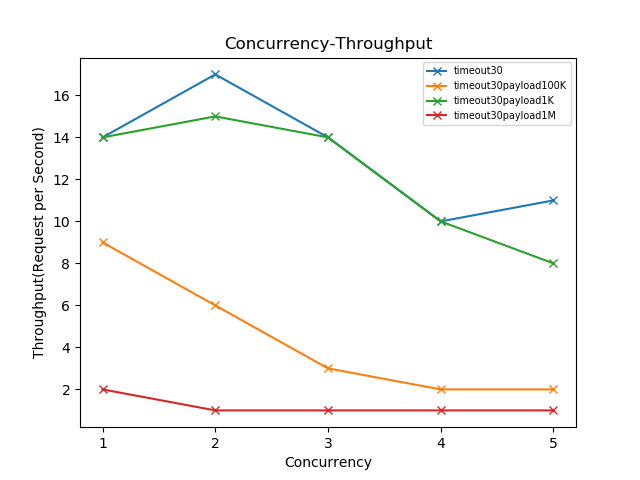 Concurrency-Throughput
timeout30
timeout30payload100K
timeout30payload1K
timeout30payload1M
Throughput(Request per Second)
16
14
12
10
8
6
4
2
1
2
3
4
5
Concurrency